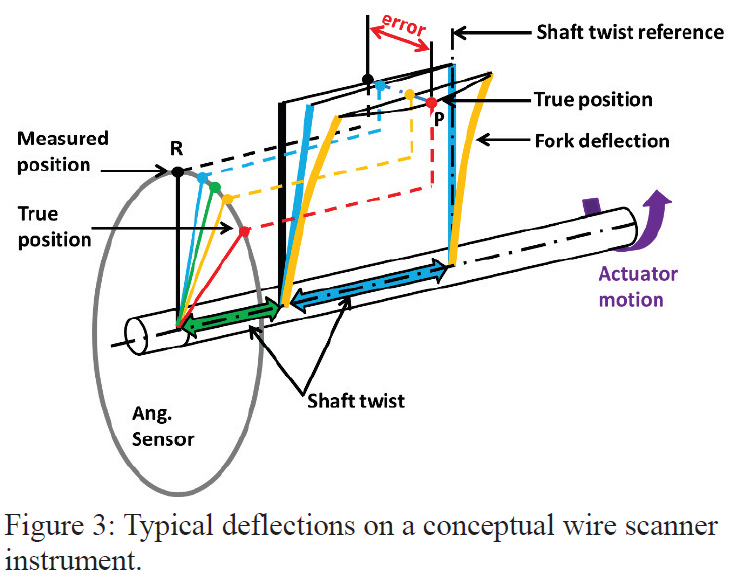 error
Shaft twist reference
True position
P
Fork deflection
Measured
position
R
True
position
Actuator
motion
Shaft twist
Ang.
Sensor
Figure 3: Typical deflections on a conceptual wire scanner
instrument.